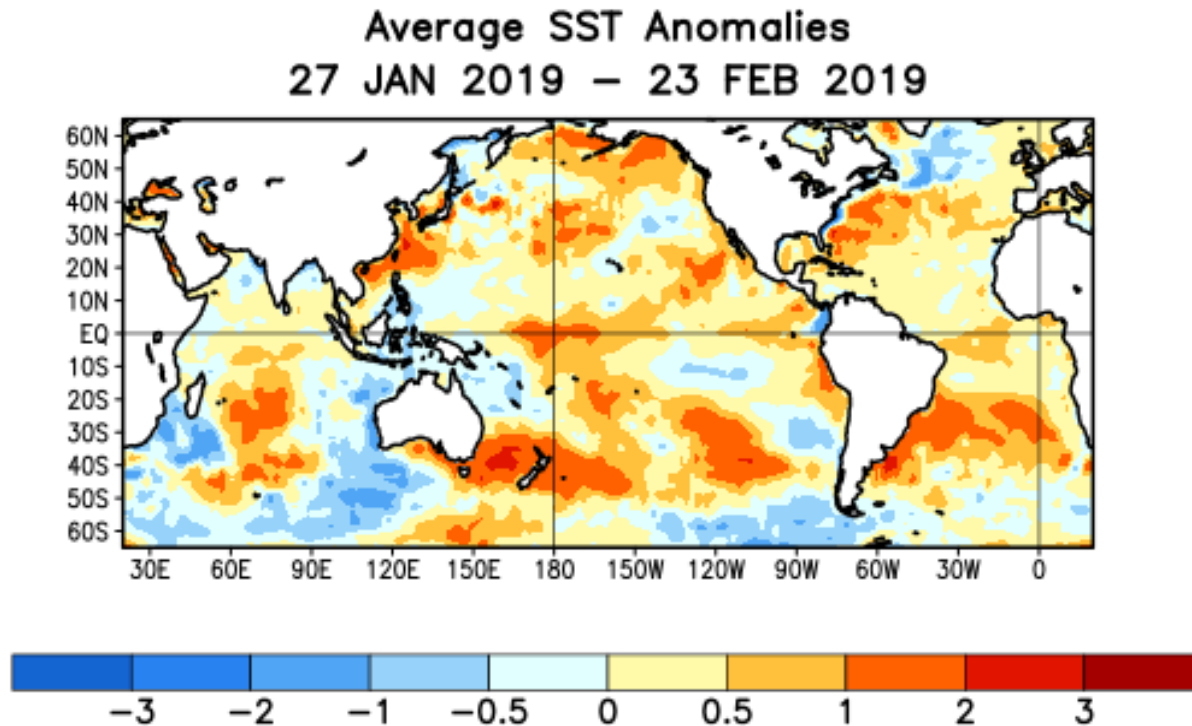 Average SST Anomalies
27 JAN 2019 – 23 FEB 2019
60N
50N
40N
30N
20N
10N
EQ
10S
20S
30S
40S
50S
60S
30E 60E 90E 120E 150E 180 150W 120W 90W 60W 30W 0
−3 −2 −1 −0.5 0 0.5 1 2 3